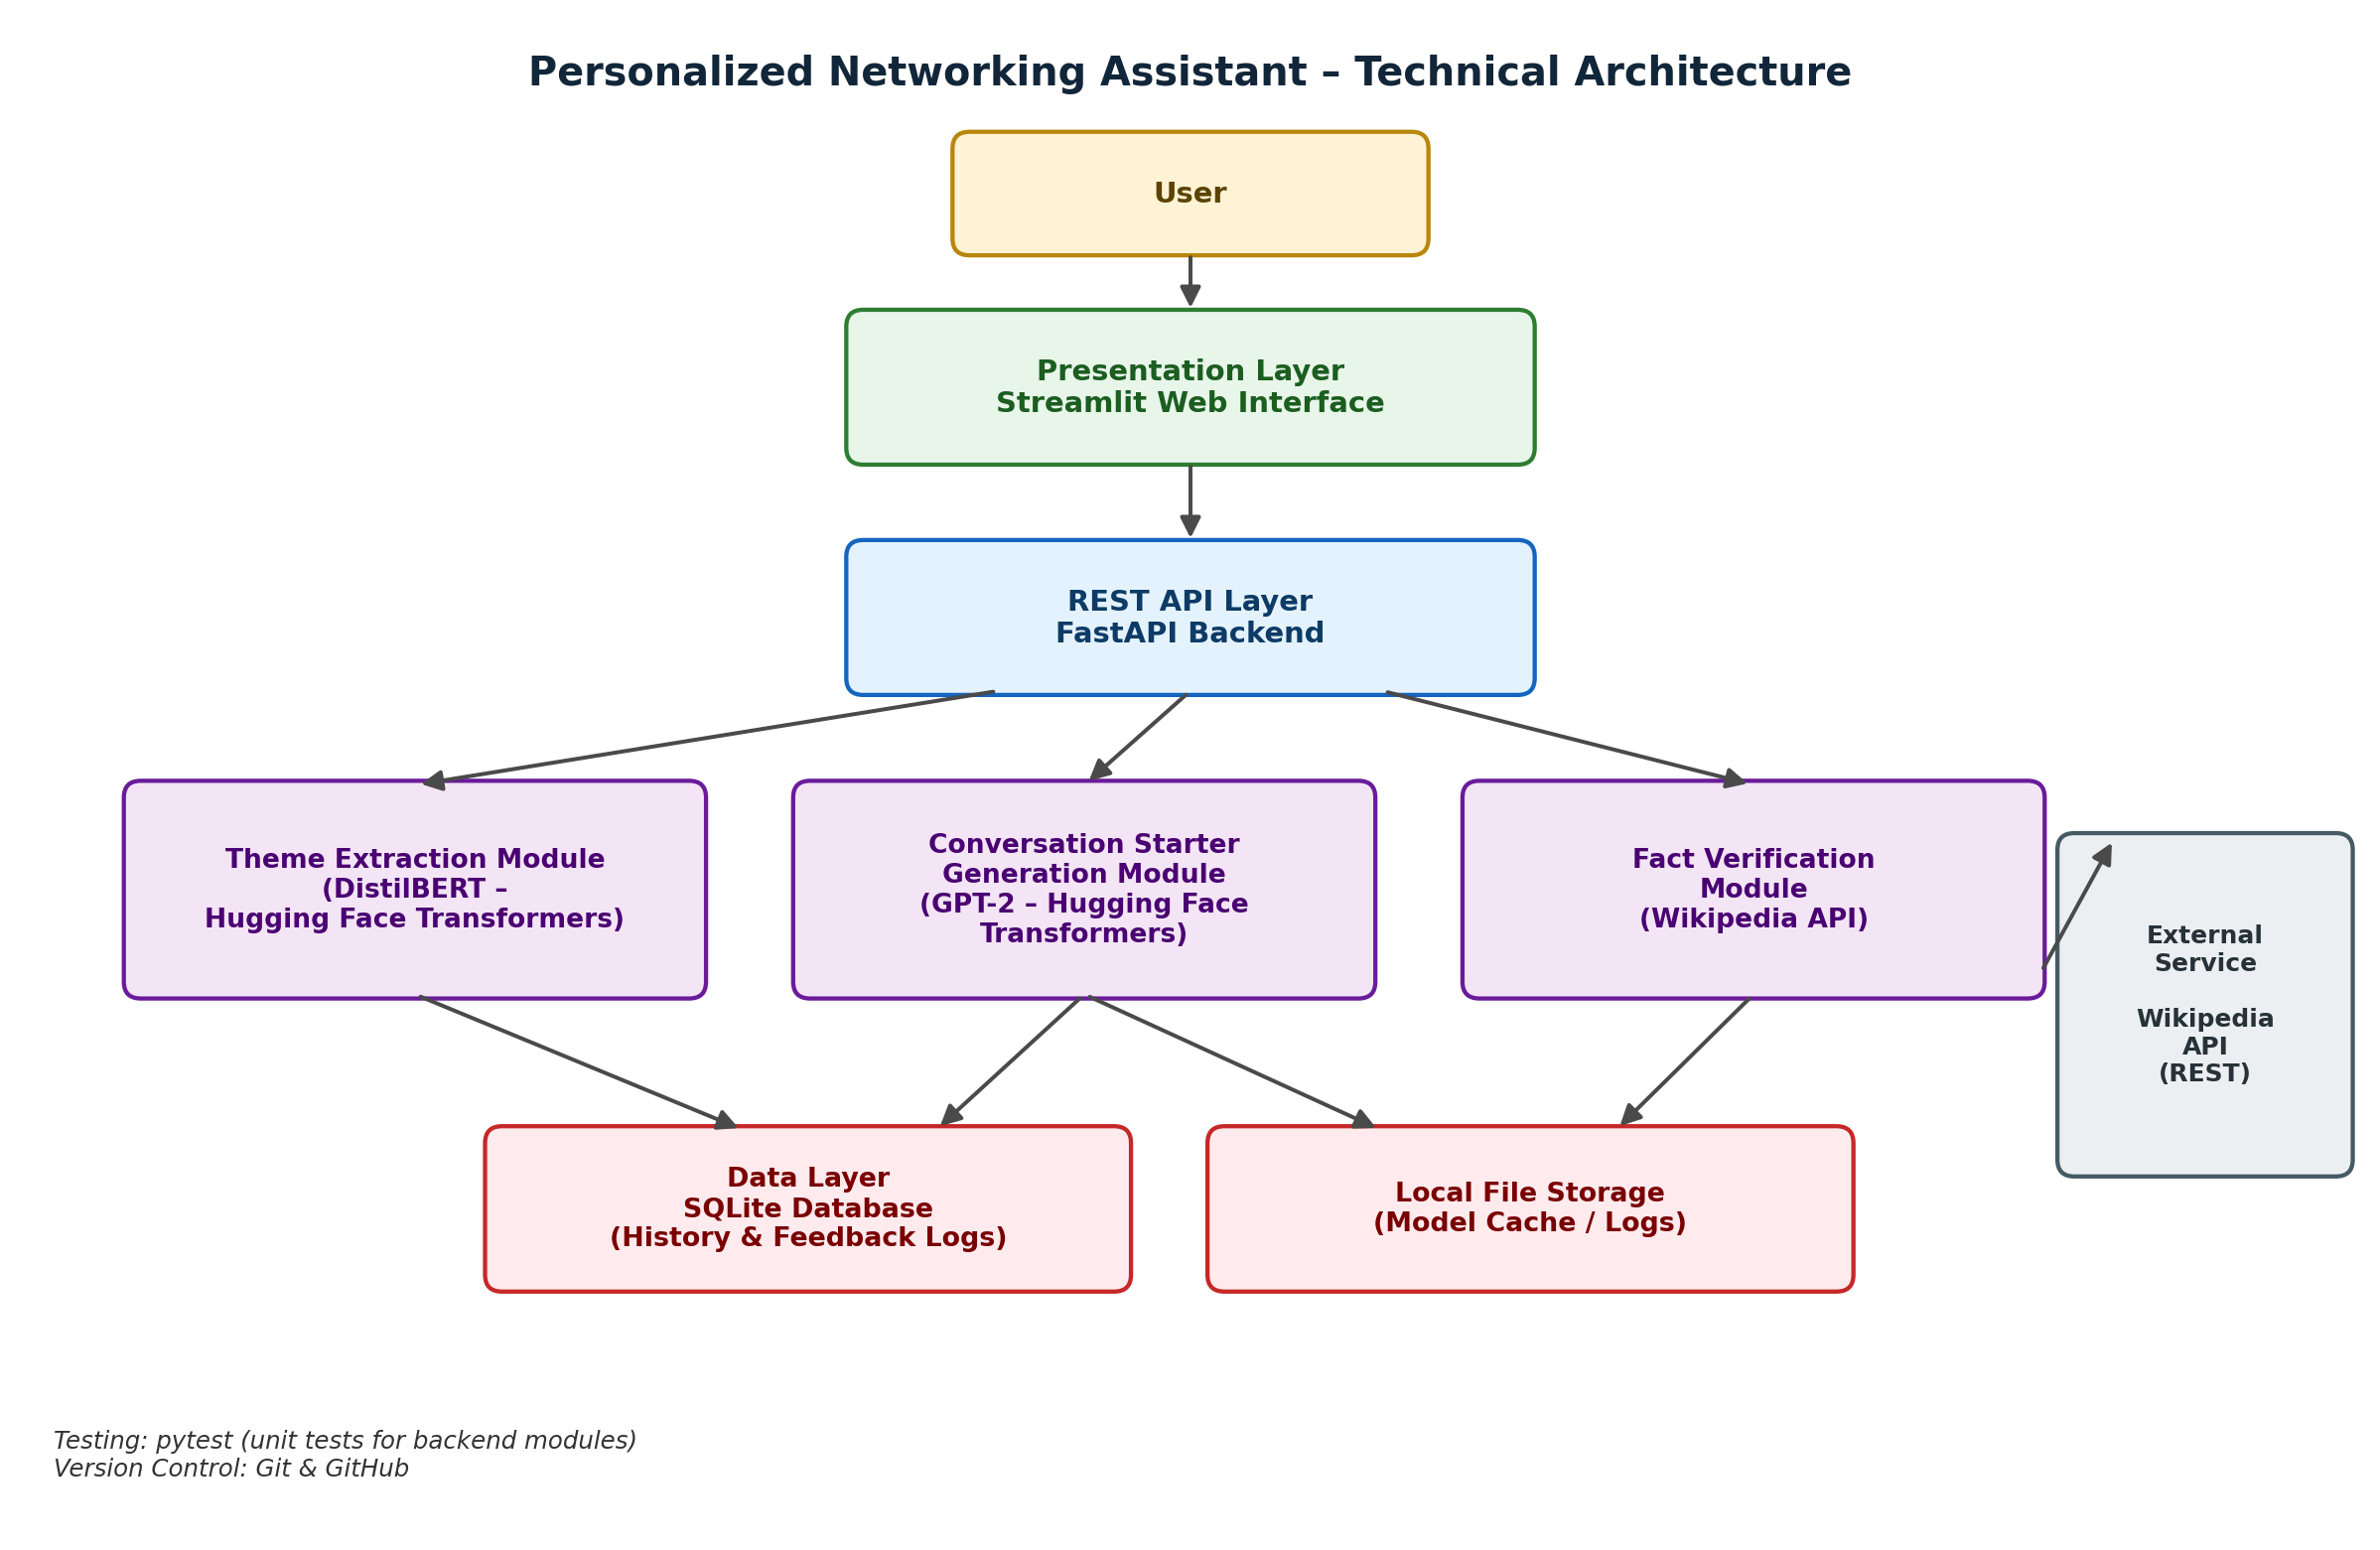 Personalized Networking Assistant – Technical Architecture
User
Presentation Layer
Streamlit Web Interface
REST API Layer
FastAPI Backend
Theme Extraction Module
(DistilBERT –
Hugging Face Transformers)
Conversation Starter
Generation Module
(GPT-2 – Hugging Face
Transformers)
Fact Verification
Module
(Wikipedia API)
External
Service
Wikipedia
API
(REST)
Data Layer
SQLite Database
(History & Feedback Logs)
Local File Storage
(Model Cache / Logs)
Testing: pytest (unit tests for backend modules)
Version Control: Git & GitHub